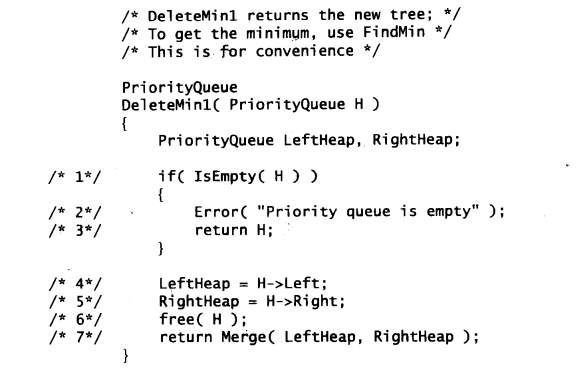 /* DeleteMin1 returns the new tree; */
/* To get the minimum, use FindMin */
/* This is for convenience */
PriorityQueue
DeleteMin1( PriorityQueue H )
{
PriorityQueue LeftHeap, RightHeap;
/* 1*/ if( IsEmpty( H ) )
{
/* 2*/ Error( "Priority queue is empty" );
/* 3*/ return H;
}
/* 4*/ LeftHeap = H->Left;
/* 5*/ RightHeap = H->Right;
/* 6*/ free( H );
/* 7*/ return Merge( LeftHeap, RightHeap );
}